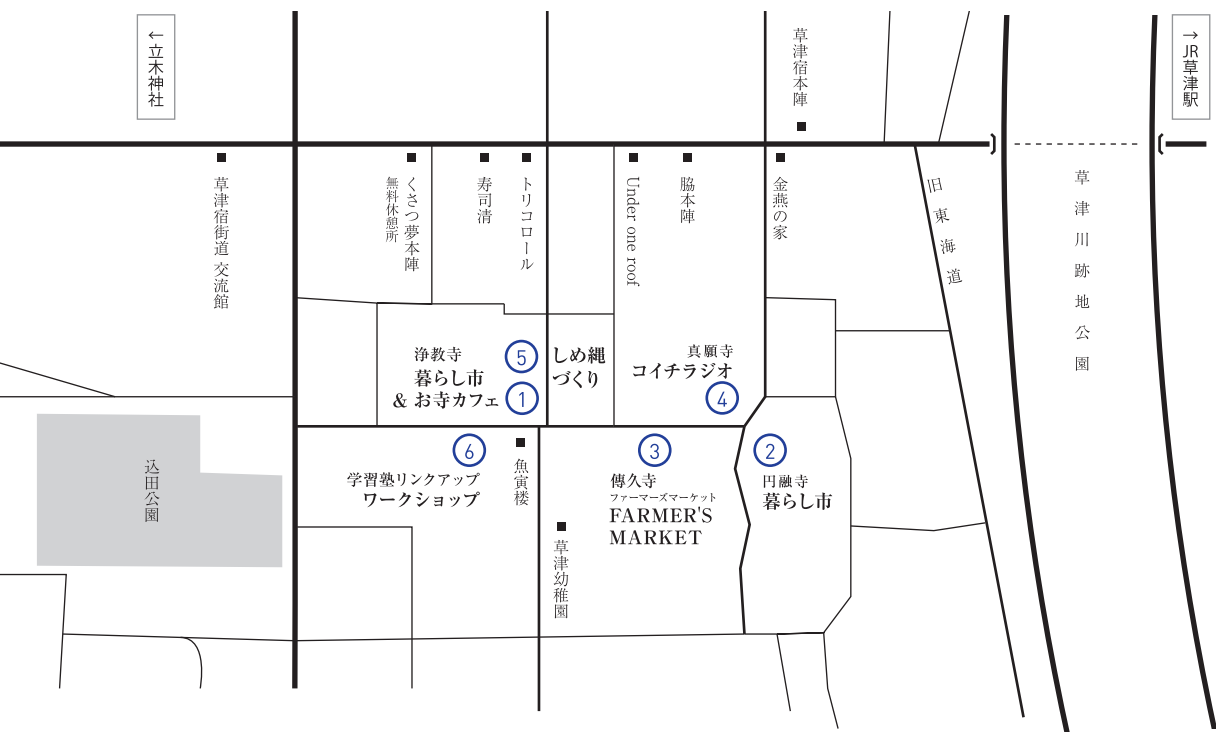 ← 立木神社
→ JR草津駅
草津宿本陣
草津宿街道 交流館
くさつ夢本陣
無料休憩所
寿司清
トリコロール
Under one roof
脇本陣
金燕の家
旧東海道
草津川跡地公園
浄教寺
暮らし市
& お寺カフェ
5
1
しめ縄
づくり
真願寺
コイチラジオ
4
込田公園
6
学習塾リンクアップ
ワークショップ
魚寅楼
草津幼稚園
3
傳久寺
ファーマーズマーケット
FARMER'S
MARKET
2
円融寺
暮らし市